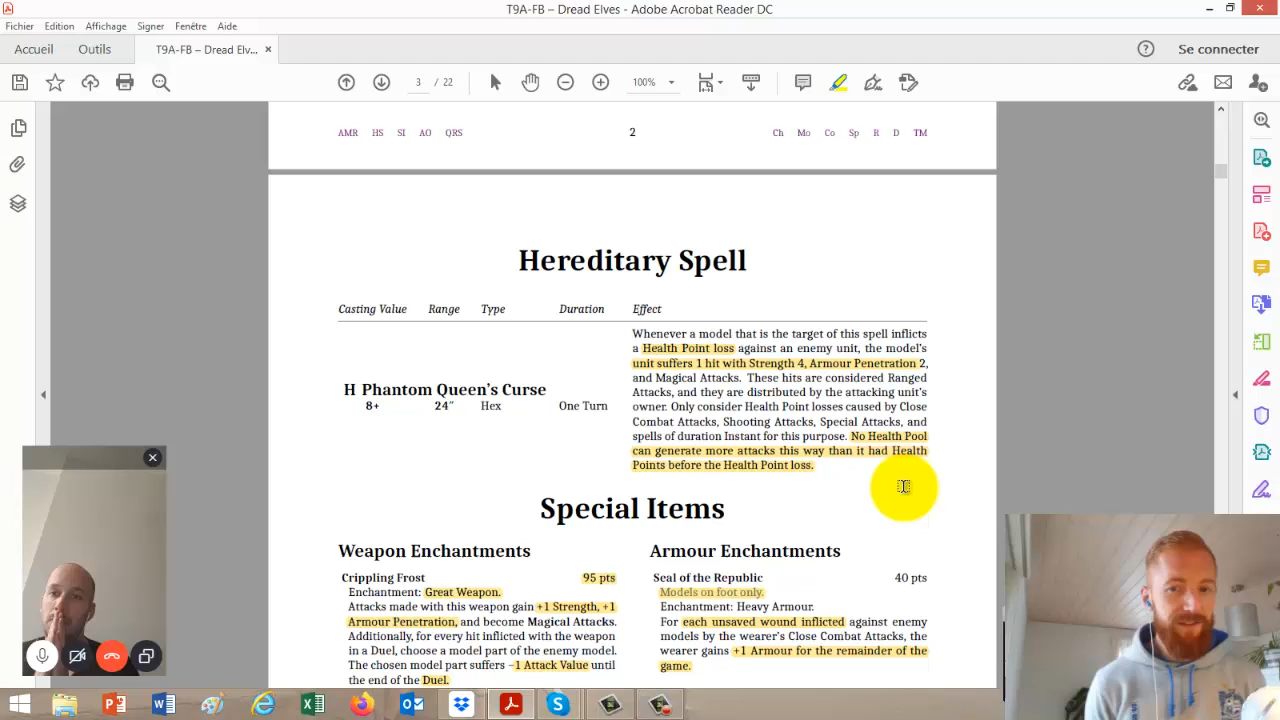 T9A-FB – Dread Elves - Adobe Acrobat Reader DC
Fichier Edition Affichage Signer Fenêtre Aide
Accueil Outils T9A-FB – Dread Elv... × Se connecter
3 / 22 100%
AMR HS SI AO QRS 2 Ch Mo Co Sp R D TM
Hereditary Spell
Casting Value Range Type Duration Effect
Whenever a model that is the target of this spell inflicts
a Health Point loss against an enemy unit, the model's
unit suffers 1 hit with Strength 4, Armour Penetration 2,
and Magical Attacks. These hits are considered Ranged
Attacks, and they are distributed by the attacking unit's
owner. Only consider Health Point losses caused by Close
Combat Attacks, Shooting Attacks, Special Attacks, and
spells of duration Instant for this purpose. No Health Pool
can generate more attacks this way than it had Health
Points before the Health Point loss.
H Phantom Queen's Curse
8+ 24" Hex One Turn
Special Items
Weapon Enchantments
Crippling Frost 95 pts
Enchantment: Great Weapon.
Attacks made with this weapon gain +1 Strength, +1
Armour Penetration, and become Magical Attacks.
Additionally, for every hit inflicted with the weapon
in a Duel, choose a model part of the enemy model.
The chosen model part suffers –1 Attack Value until
the end of the Duel.
Armour Enchantments
Seal of the Republic 40 pts
Models on foot only.
Enchantment: Heavy Armour.
For each unsaved wound inflicted against enemy
models by the wearer's Close Combat Attacks, the
wearer gains +1 Armour for the remainder of the
game.